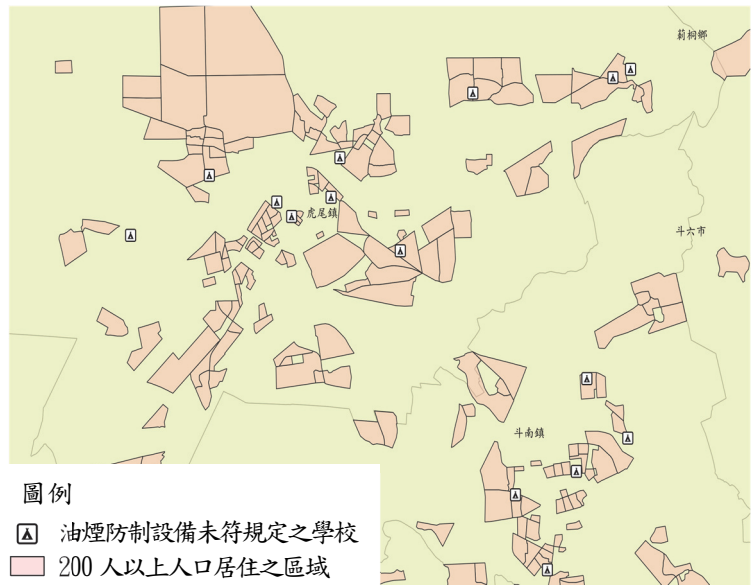 莿桐鄉
虎尾鎮
斗六市
斗南鎮
圖例
油煙防制設備未符規定之學校
200 人以上人口居住之區域